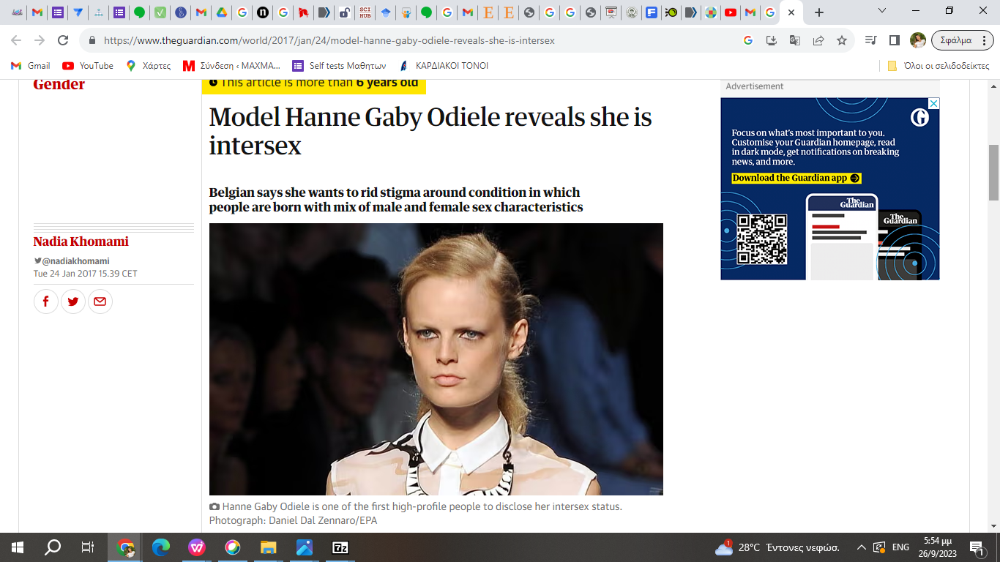 SCI
HUB
https://www.theguardian.com/world/2017/jan/24/model-hanne-gaby-odiele-reveals-she-is-intersex
Σφάλμα
Gmail
YouTube
Χάρτες
Σύνδεση ‹ MAXMA...
Self tests Μαθητων
ΚΑΡΔΙΑΚΟΙ ΤΟΝΟΙ
Όλοι οι σελιδοδείκτες
Gender
This article is more than 6 years old
Model Hanne Gaby Odiele reveals she is
intersex
Belgian says she wants to rid stigma around condition in which
people are born with mix of male and female sex characteristics
Nadia Khomami
@nadiakhomami
Tue 24 Jan 2017 15.39 CET
Hanne Gaby Odiele is one of the first high-profile people to disclose her intersex status.
Photograph: Daniel Dal Zennaro/EPA
Advertisement
Focus on what's most important to you.
Customise your Guardian homepage, read
in dark mode, get notifications on breaking
news, and more.
Download the Guardian app
The
Guardian
The
Guardian
7z
1
28°C Έντονες νεφώσ.
ENG
5:54 μμ
26/9/2023
1